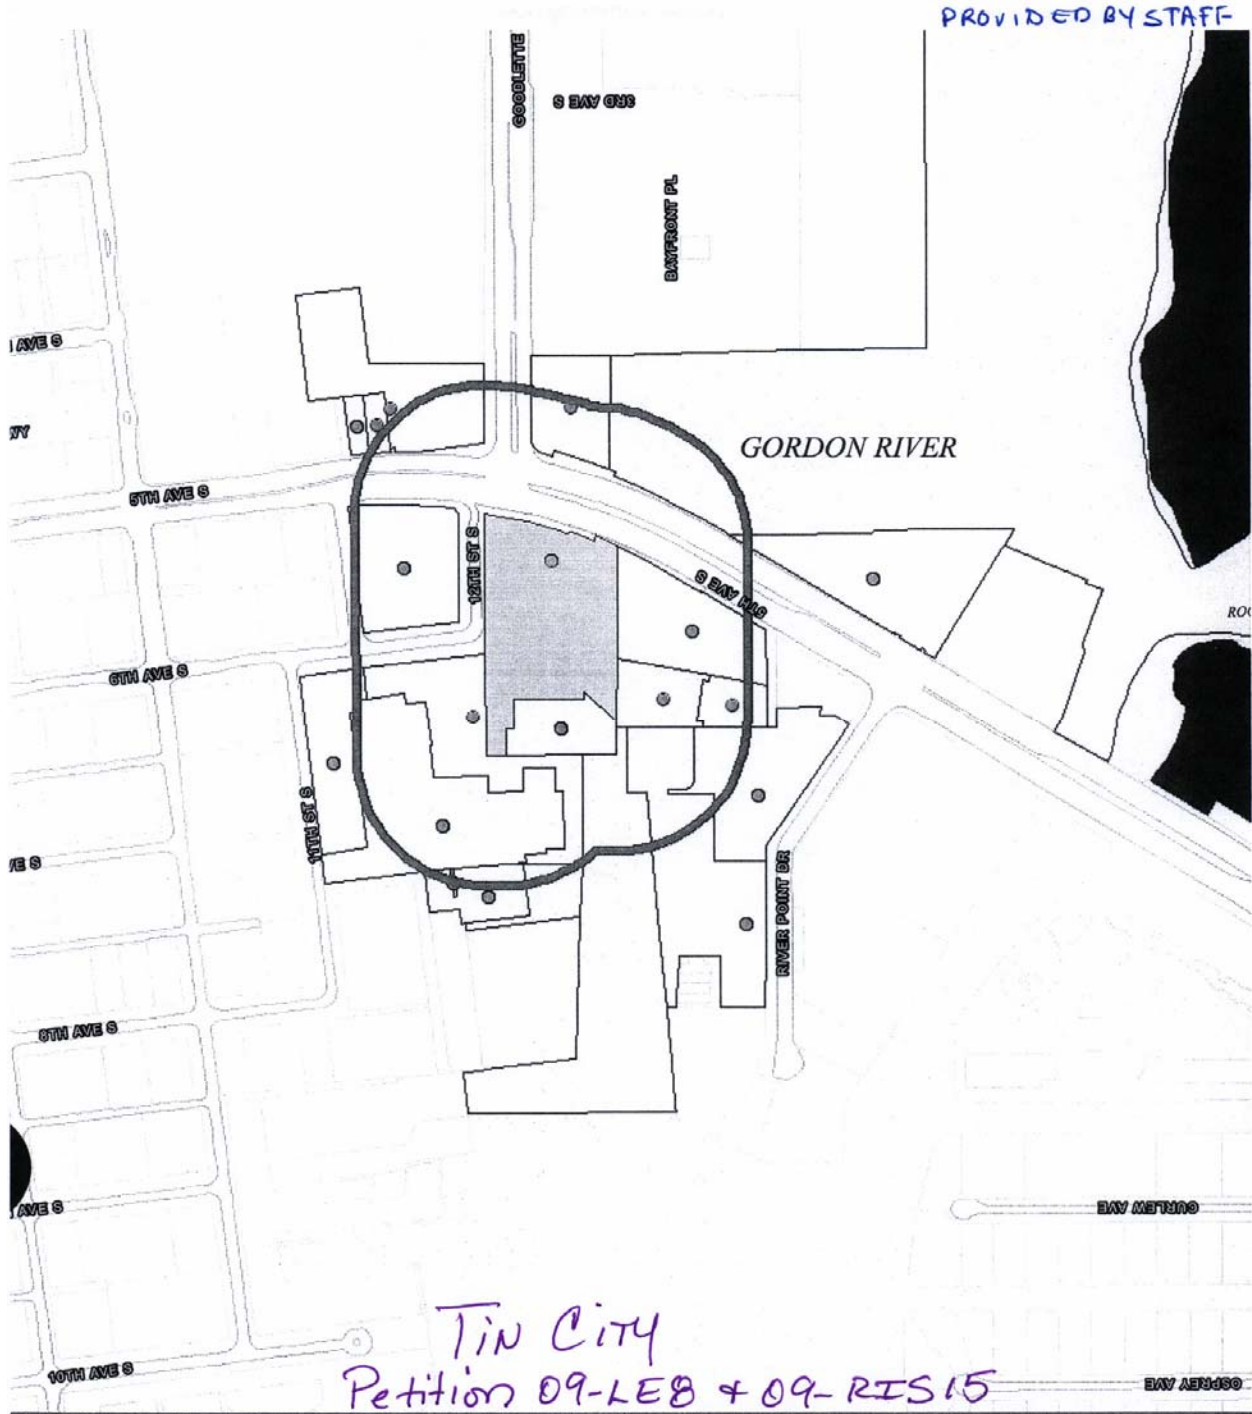 PROVIDED BY STAFF
GOODLETTE
3RD AVE S
BAYFRONT PL
AVE S
WY
GORDON RIVER
5TH AVE S
12TH ST S
5TH AVE S
6TH AVE S
11TH ST S
VE S
RIVER POINT DR
8TH AVE S
AVE S
CURLEW AVE
10TH AVE S
OSPREY AVE
Tin City
Petition 09-LE8 + 09-RIS15